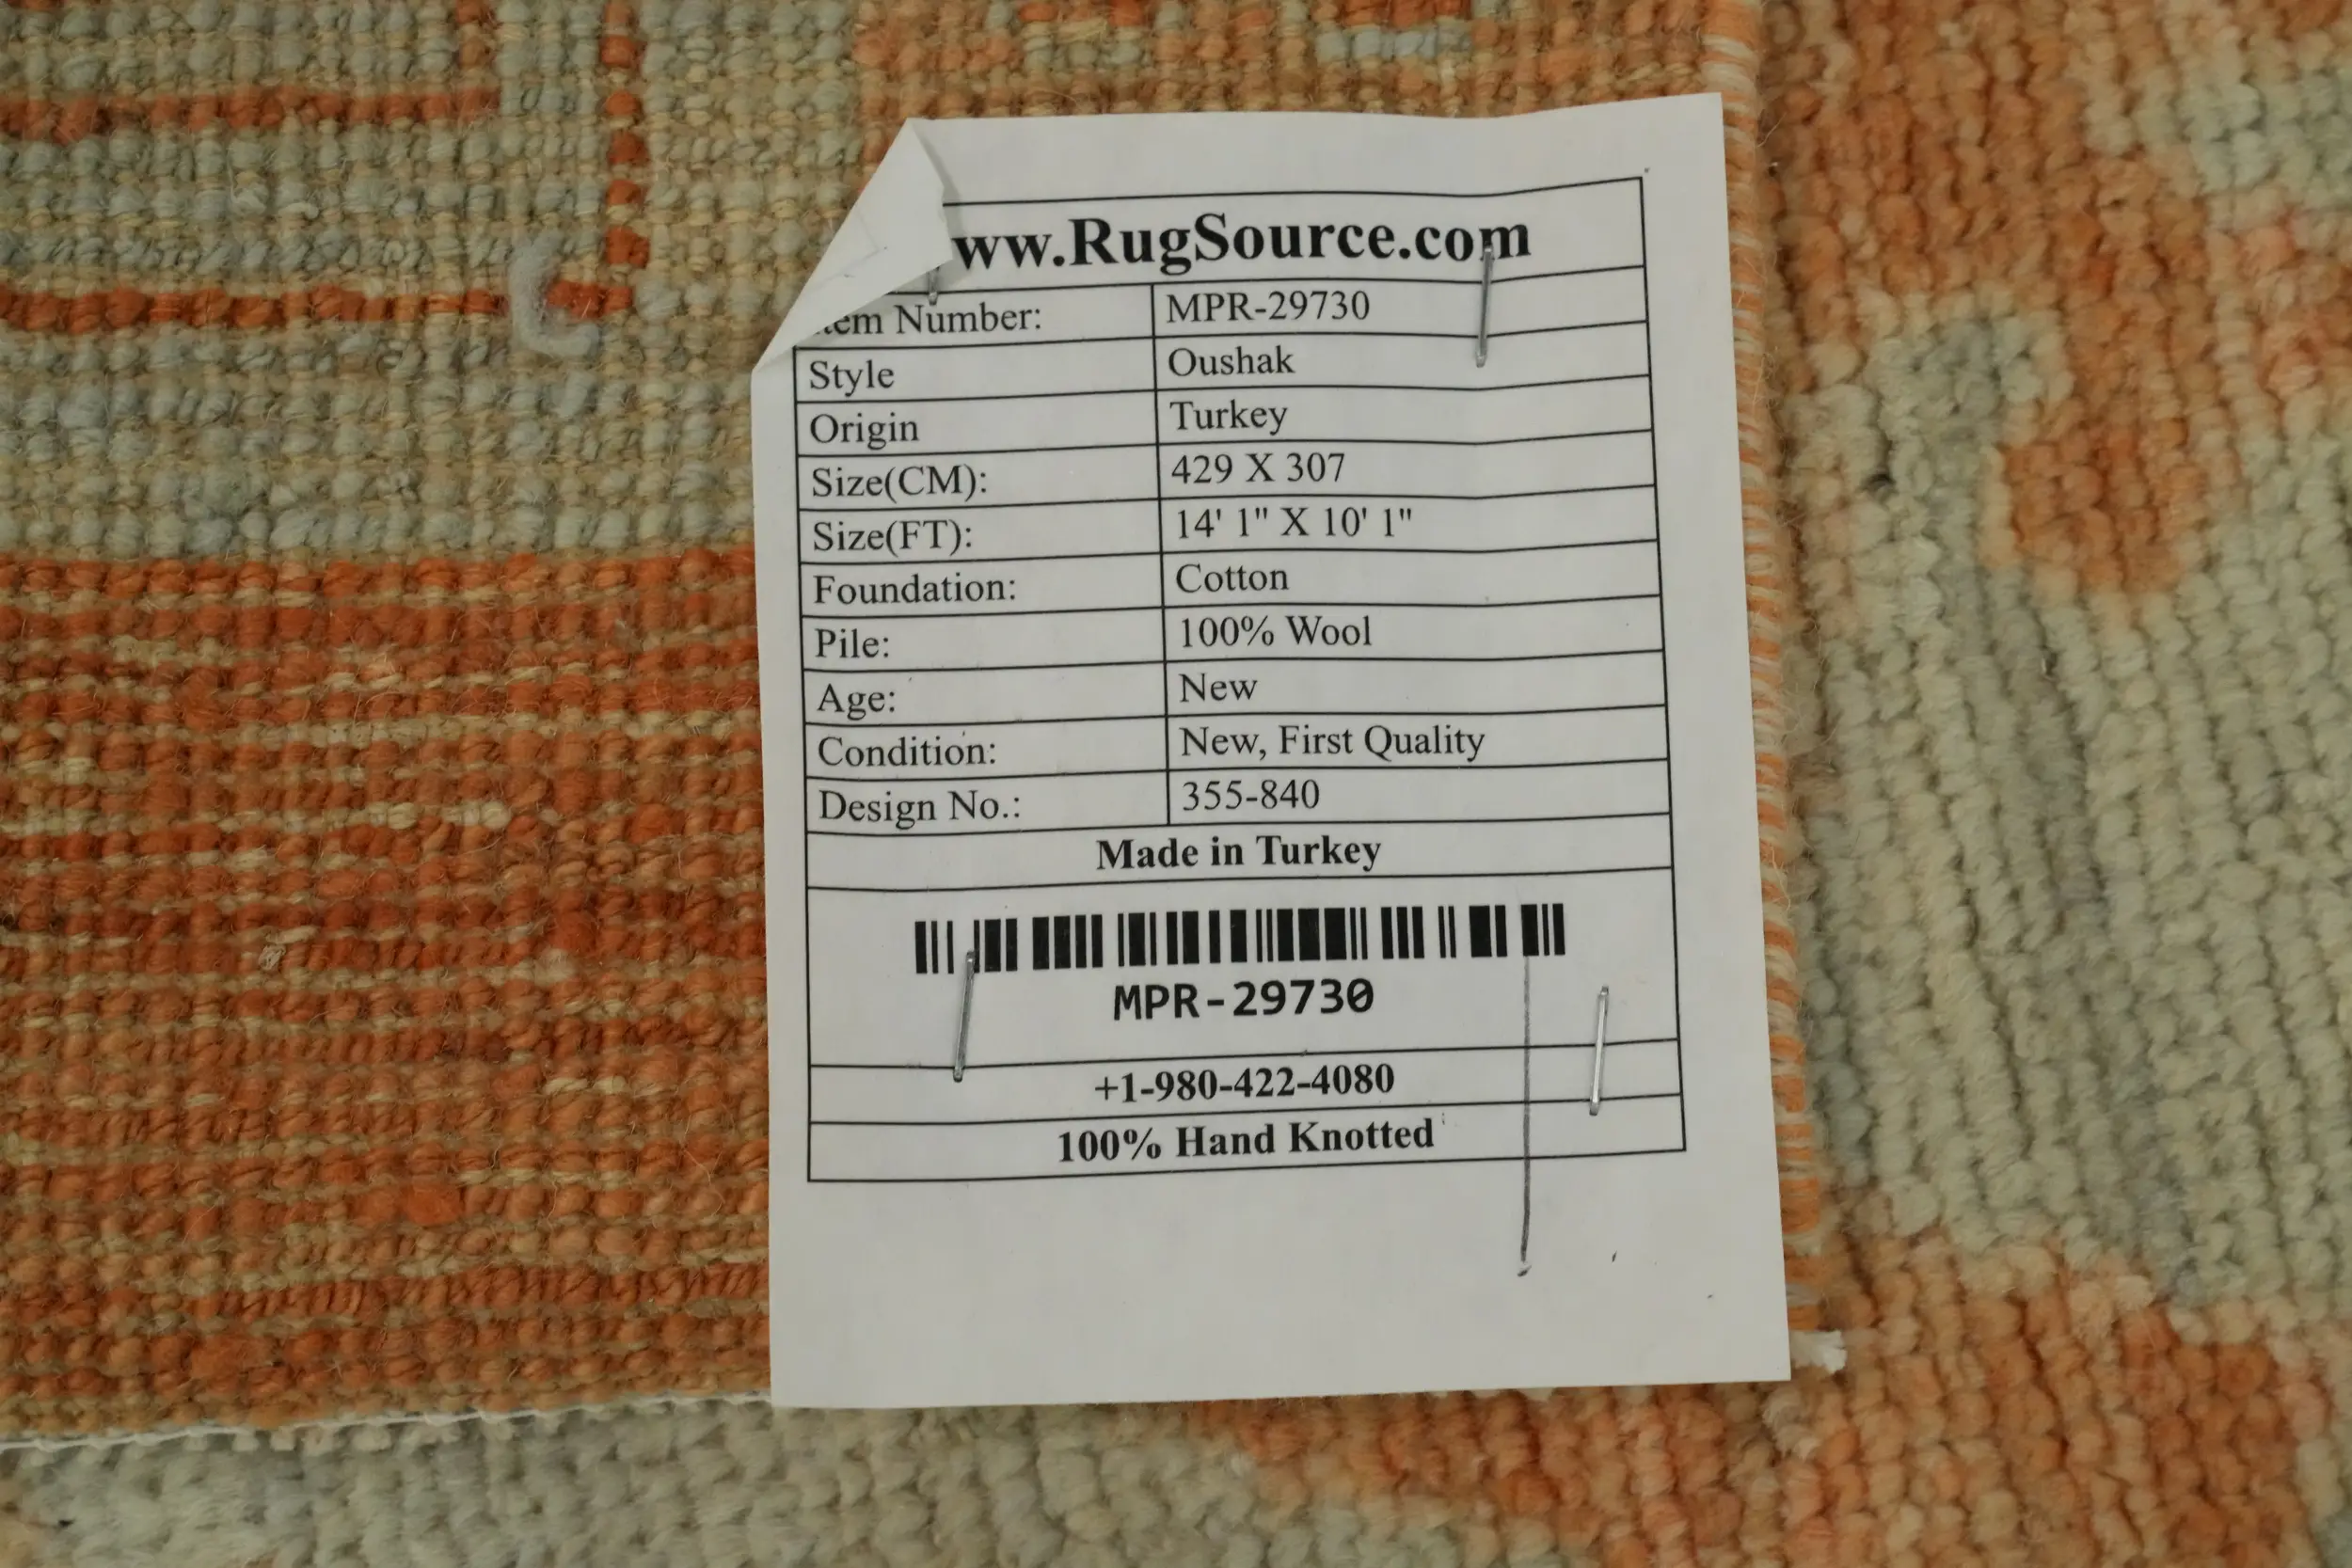 ww.RugSource.com
em Number: MPR-29730
Style Oushak
Origin Turkey
Size(CM): 429 X 307
Size(FT): 14' 1" X 10' 1"
Foundation: Cotton
Pile: 100% Wool
Age: New
Condition: New, First Quality
Design No.: 355-840
Made in Turkey
MPR-29730
+1-980-422-4080
100% Hand Knotted